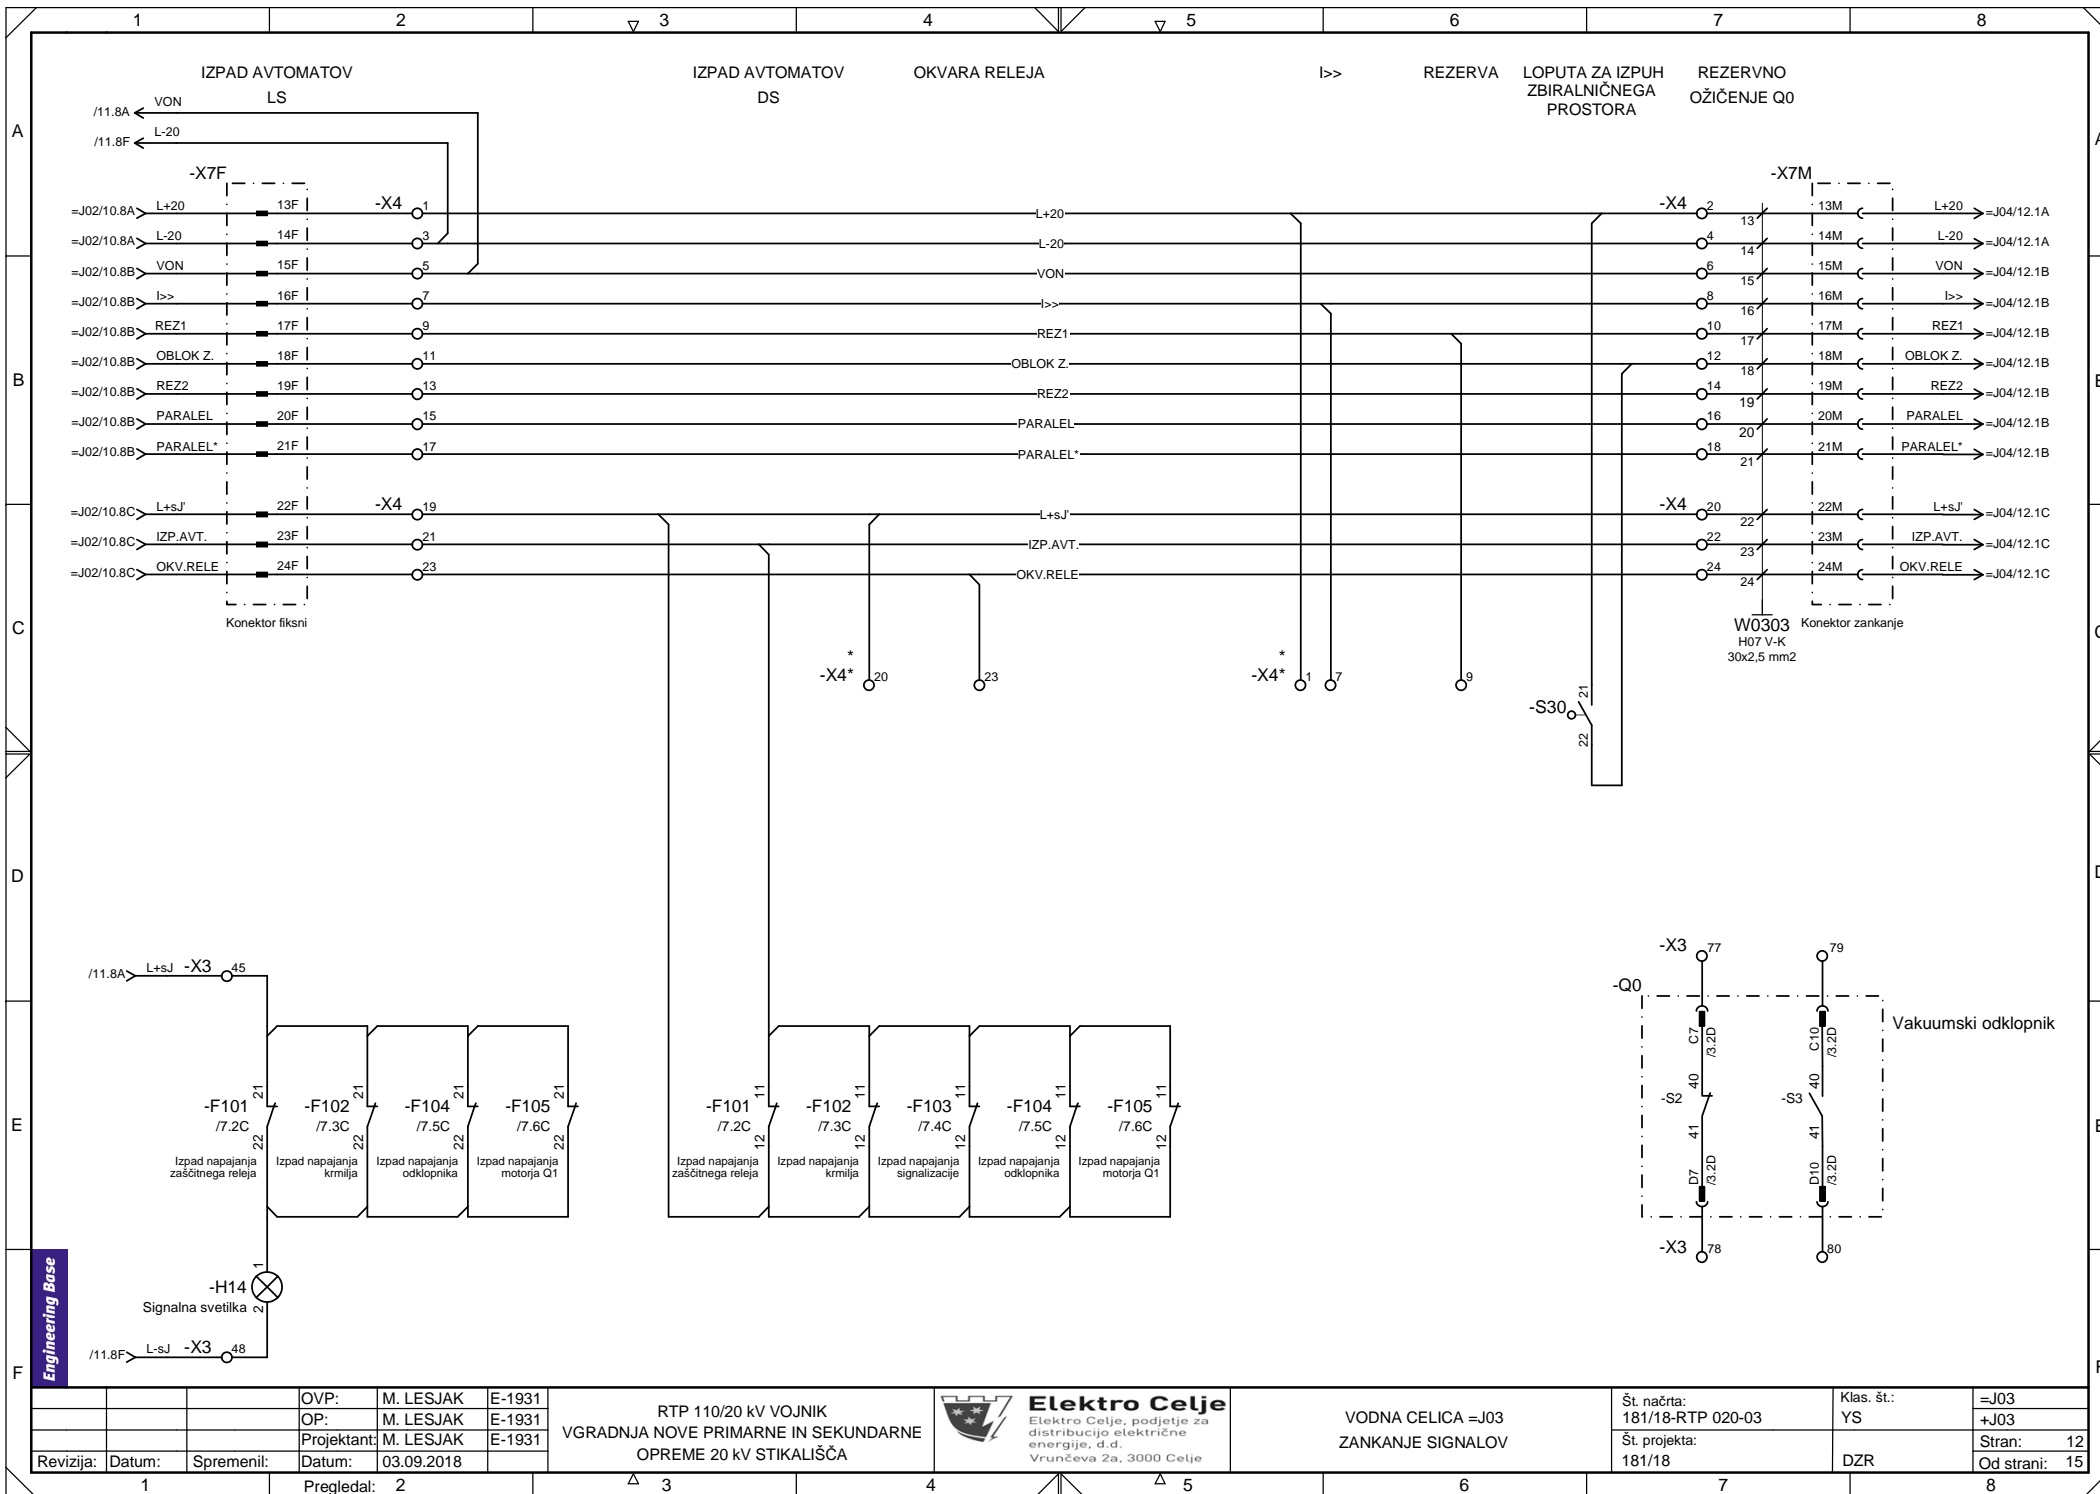 1 2 3 4 5 6 7 8
IZPAD AVTOMATOV
LS
IZPAD AVTOMATOV
DS
OKVARA RELEJA
I>>
REZERVA
LOPUTA ZA IZPUH
ZBIRALNIČNEGA
PROSTORA
REZERVNO
OŽIČENJE Q0
/11.8A VON
/11.8F L-20
A
-X7F
-X7M
=J02/10.8A L+20 13F -X4 1 L+20 -X4 2 13 13M L+20 =J04/12.1A
=J02/10.8A L-20 14F 3 L-20 4 14 14M L-20 =J04/12.1A
=J02/10.8B VON 15F 5 VON 6 15 15M VON =J04/12.1B
=J02/10.8B I>> 16F 7 I>> 8 16 16M I>> =J04/12.1B
=J02/10.8B REZ1 17F 9 REZ1 10 17 17M REZ1 =J04/12.1B
=J02/10.8B OBLOK Z. 18F 11 OBLOK Z. 12 18 18M OBLOK Z. =J04/12.1B
B
=J02/10.8B REZ2 19F 13 REZ2 14 19 19M REZ2 =J04/12.1B
=J02/10.8B PARALEL 20F 15 PARALEL 16 20 20M PARALEL =J04/12.1B
=J02/10.8B PARALEL* 21F 17 PARALEL* 18 21 21M PARALEL* =J04/12.1B
=J02/10.8C L+sJ' 22F -X4 19 L+sJ' -X4 20 22 22M L+sJ' =J04/12.1C
=J02/10.8C IZP.AVT. 23F 21 IZP.AVT. 22 23 23M IZP.AVT. =J04/12.1C
=J02/10.8C OKV.RELE 24F 23 OKV.RELE 24 24 24M OKV.RELE =J04/12.1C
Konektor fiksni
C
W0303
H07 V-K
30x2,5 mm2
Konektor zankanje
*
-X4* 20 23
*
-X4* 1 7 9
-S30 21 22
D
/11.8A L+sJ -X3 45
-X3 77 79
-Q0
Vakuumski odklopnik
C7 /3.2D C10 /3.2D
E
-F101 /7.2C 21 22
Izpad napajanja
zaščitnega releja
-F102 /7.3C 21 22
Izpad napajanja
krmilja
-F104 /7.5C 21 22
Izpad napajanja
odklopnika
-F105 /7.6C 21 22
Izpad napajanja
motorja Q1
-F101 /7.2C 11 12
Izpad napajanja
zaščitnega releja
-F102 /7.3C 11 12
Izpad napajanja
krmilja
-F103 /7.4C 11 12
Izpad napajanja
signalizacije
-F104 /7.5C 11 12
Izpad napajanja
odklopnika
-F105 /7.6C 11 12
Izpad napajanja
motorja Q1
-S2 40 41
-S3 40 41
D7 /3.2D D10 /3.2D
-X3 78 80
-H14 1 2
Signalna svetilka
/11.8F L-sJ -X3 48
F
Engineering Base
OVP: M. LESJAK E-1931
OP: M. LESJAK E-1931
Projektant: M. LESJAK E-1931
Revizija: Datum: Spremenil: Datum: 03.09.2018
Pregledal:
RTP 110/20 kV VOJNIK
VGRADNJA NOVE PRIMARNE IN SEKUNDARNE
OPREME 20 kV STIKALIŠČA
Elektro Celje
Elektro Celje, podjetje za
distribucijo električne
energije, d.d.
Vrunčeva 2a, 3000 Celje
VODNA CELICA =J03
ZANKANJE SIGNALOV
Št. načrta:
181/18-RTP 020-03
Št. projekta:
181/18
Klas. št.:
YS
DZR
=J03
+J03
Stran: 12
Od strani: 15
1 2 3 4 5 6 7 8